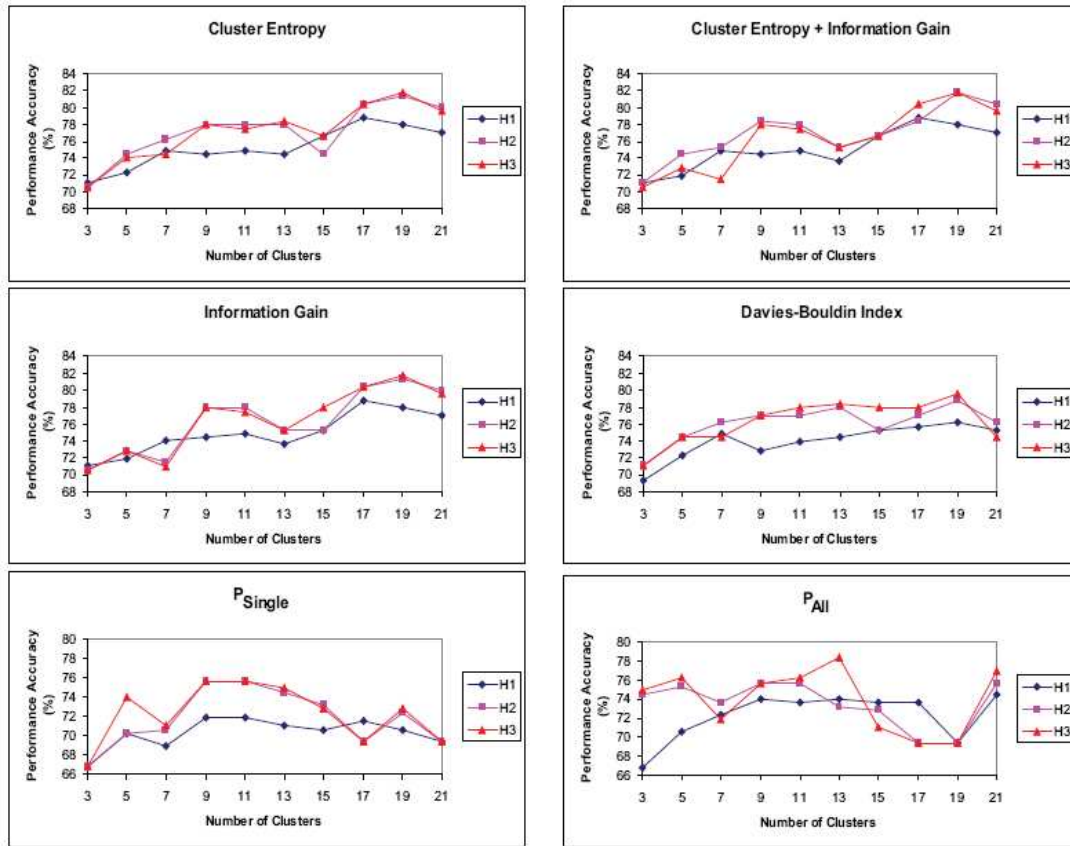 Cluster Entropy
Performance Accuracy
(%)
84
82
80
78
76
74
72
70
68
3 5 7 9 11 13 15 17 19 21
Number of Clusters
H1
H2
H3
Cluster Entropy + Information Gain
Performance Accuracy
(%)
84
82
80
78
76
74
72
70
68
3 5 7 9 11 13 15 17 19 21
Number of Clusters
H1
H2
H3
Information Gain
Performance Accuracy
(%)
84
82
80
78
76
74
72
70
68
3 5 7 9 11 13 15 17 19 21
Number of Clusters
H1
H2
H3
Davies-Bouldin Index
Performance Accuracy
(%)
84
82
80
78
76
74
72
70
68
3 5 7 9 11 13 15 17 19 21
Number of Clusters
H1
H2
H3
P Single
Performance Accuracy
(%)
80
78
76
74
72
70
68
66
3 5 7 9 11 13 15 17 19 21
Number of Clusters
H1
H2
H3
P All
Performance Accuracy
(%)
80
78
76
74
72
70
68
66
3 5 7 9 11 13 15 17 19 21
Number of Clusters
H1
H2
H3